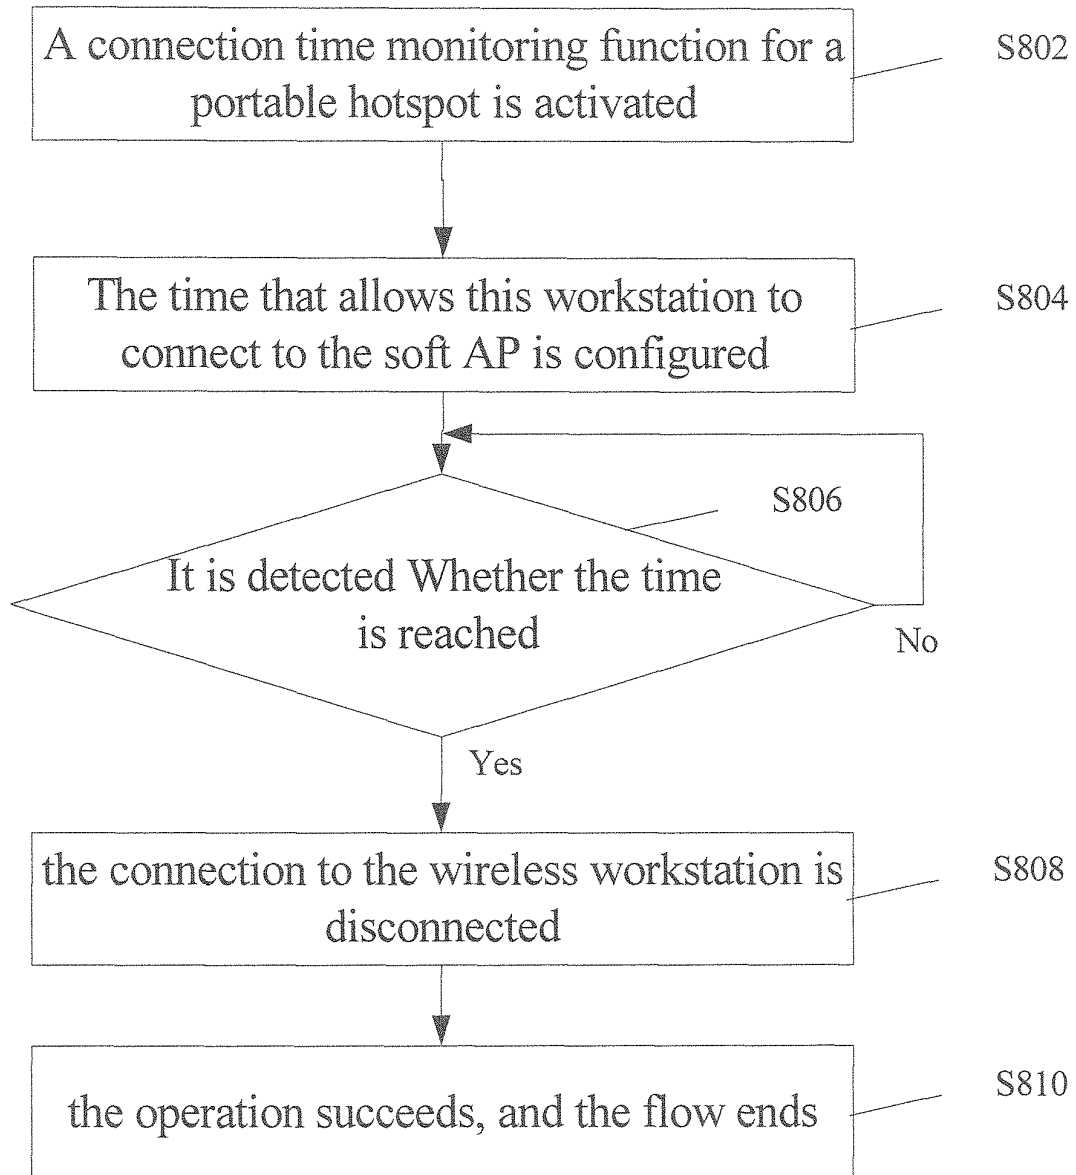 A connection time monitoring function for a
portable hotspot is activated
S802
The time that allows this workstation to
connect to the soft AP is configured
S804
S806
It is detected Whether the time
is reached
No
Yes
the connection to the wireless workstation is
disconnected
S808
the operation succeeds, and the flow ends
S810